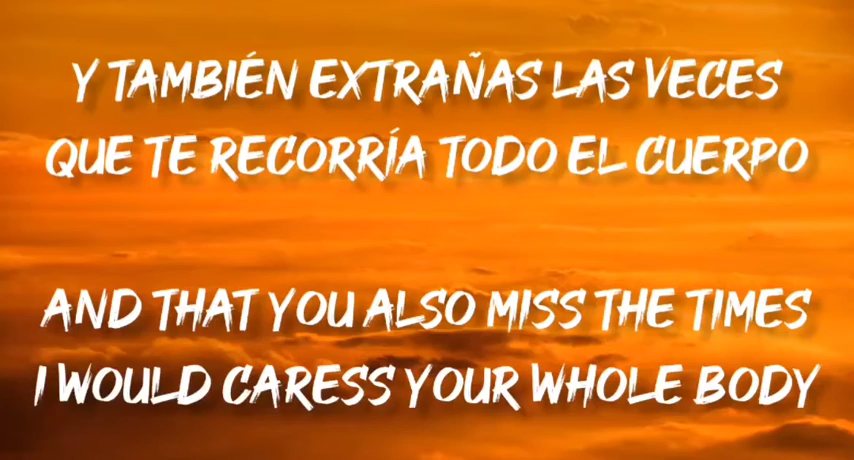 Y TAMBIÉN EXTRAÑAS LAS VECES
QUE TE RECORRÍA TODO EL CUERPO
AND THAT YOU ALSO MISS THE TIMES
I WOULD CARESS YOUR WHOLE BODY